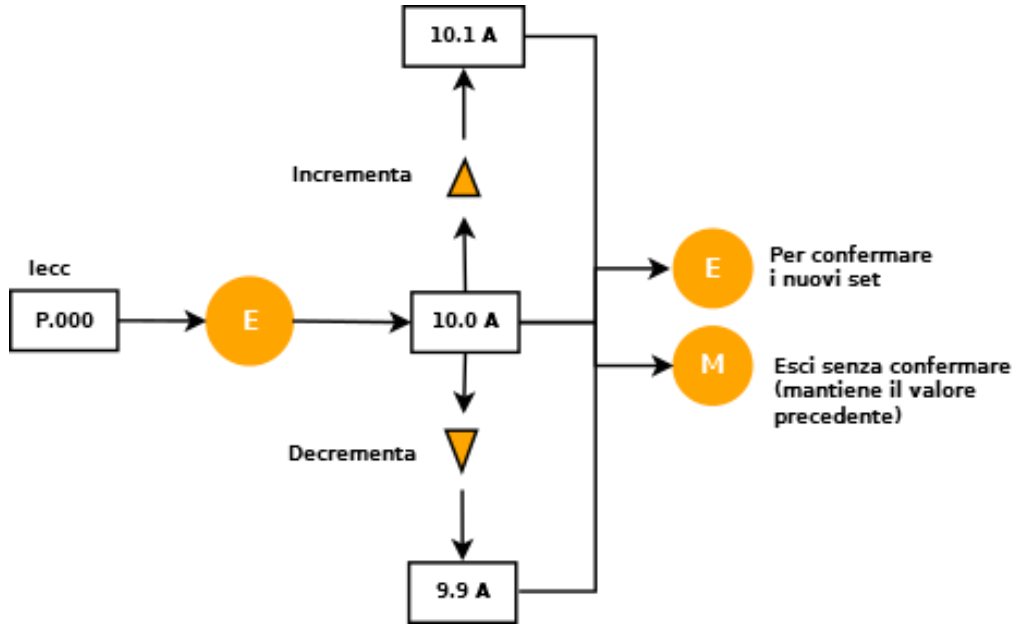 10.1 A
Incrementa
Iecc
P.000
E
10.0 A
E
Per confermare
i nuovi set
M
Esci senza confermare
(mantiene il valore
precedente)
Decrementa
9.9 A